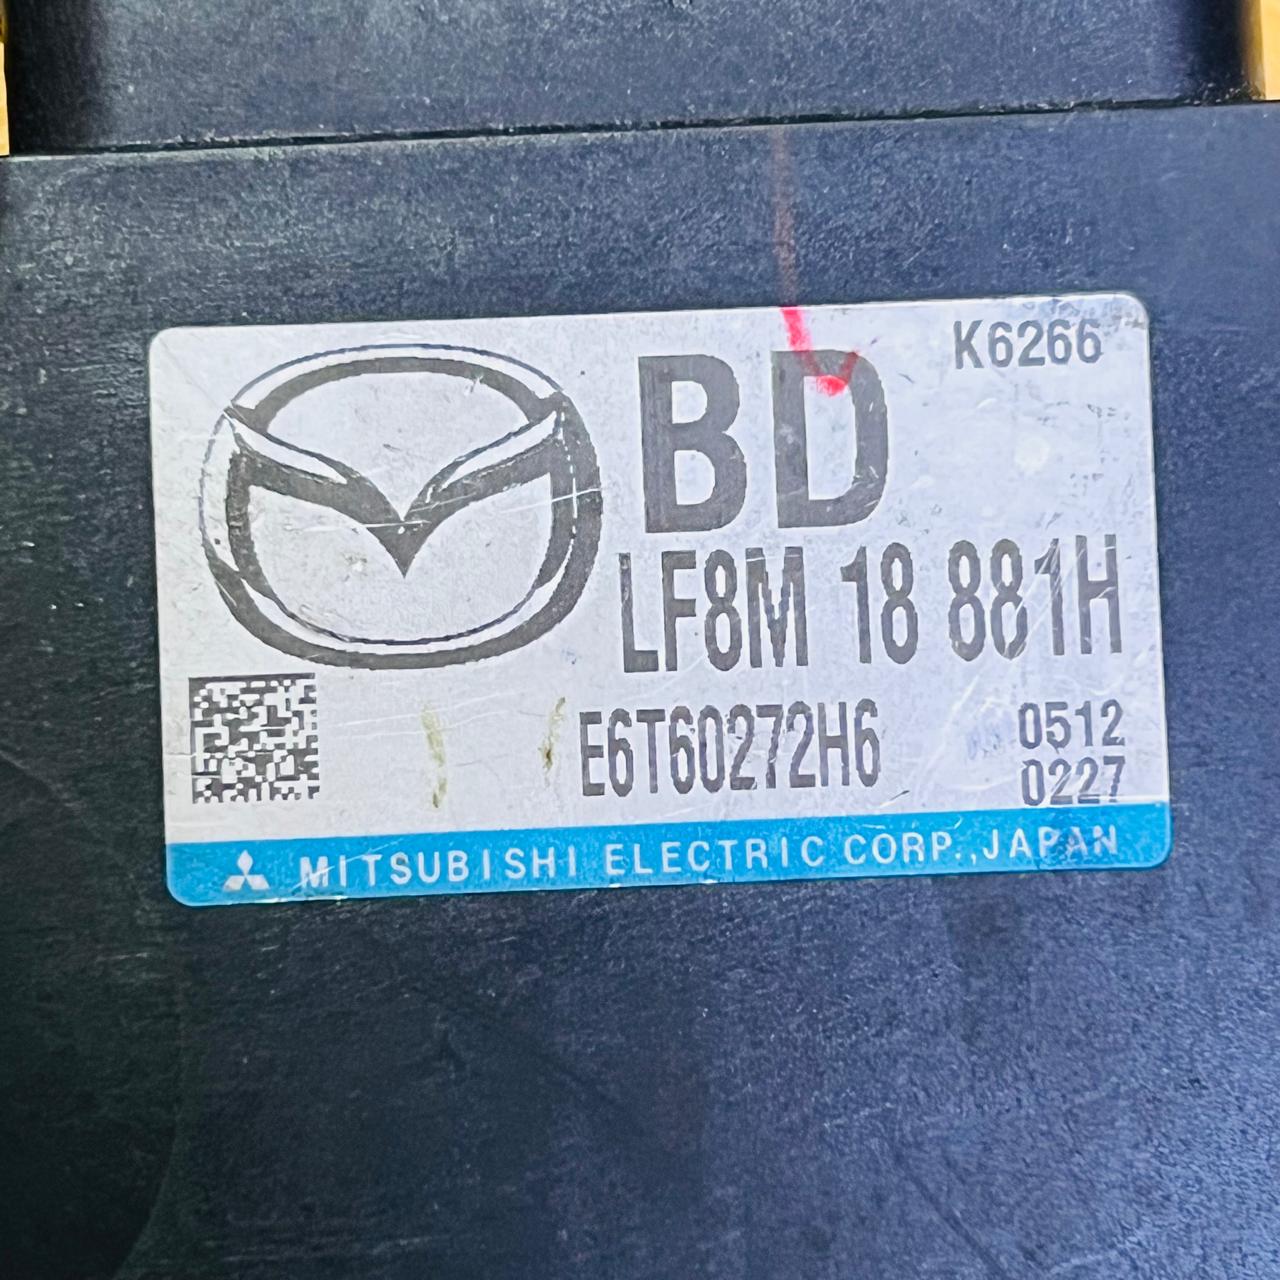 K6266
BD
LF8M 18 881H
E6T60272H6 0512
0227
MITSUBISHI ELECTRIC CORP.,JAPAN